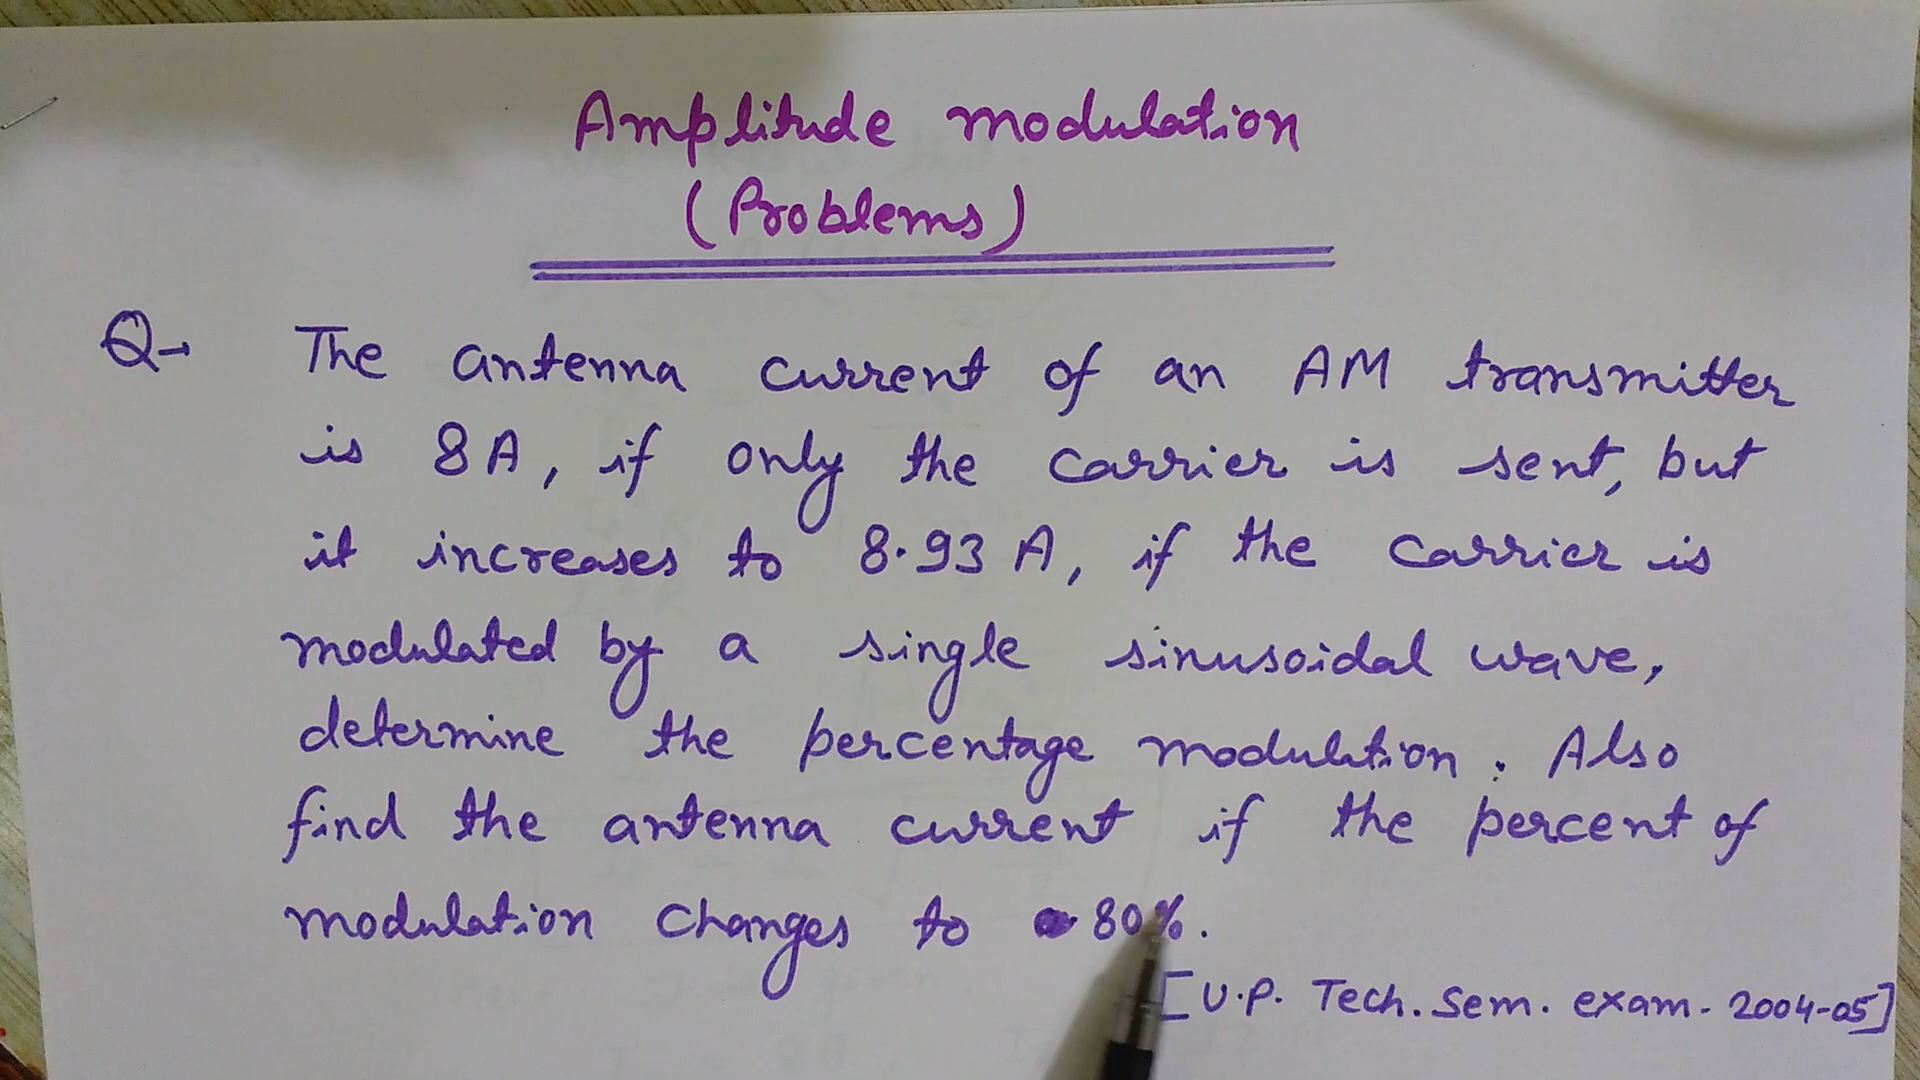 Amplitude modulation
(Problems)
Q→ The antenna current of an AM transmitter
is 8A, if only the carrier is sent, but
it increases to 8.93 A, if the carrier is
modulated by a single sinusoidal wave,
determine the percentage modulation. Also
find the antenna current if the percent of
modulation changes to 80%.
[U.P. Tech. Sem. exam. 2004-05]